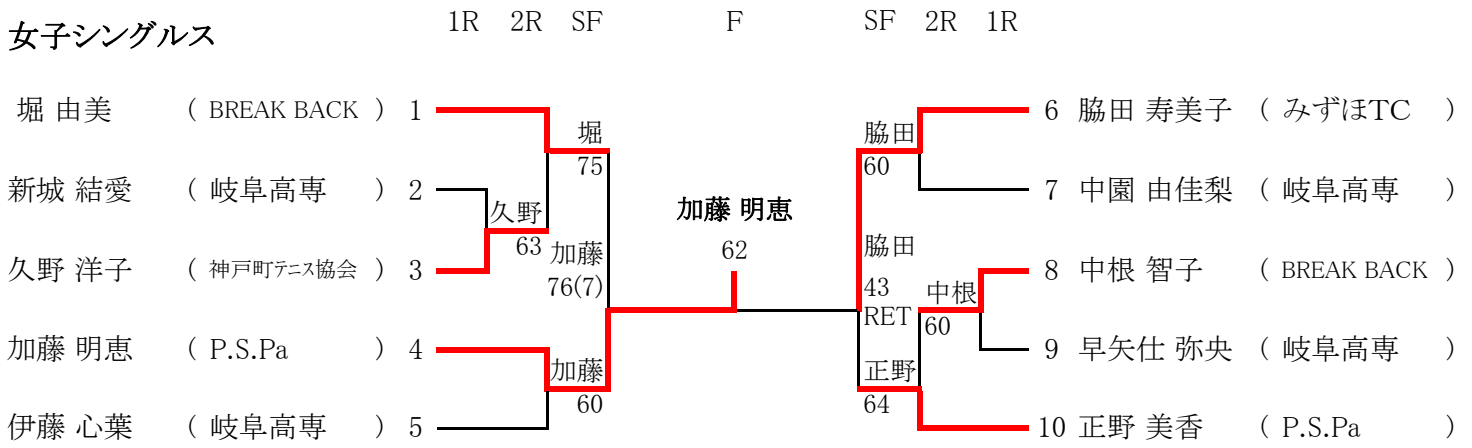 女子シングルス 1R 2R SF F SF 2R 1R
堀 由美 ( BREAK BACK ) 1
新城 結愛 ( 岐阜高専 ) 2
久野 洋子 ( 神戸町テニス協会 ) 3
加藤 明恵 ( P.S.Pa ) 4
伊藤 心葉 ( 岐阜高専 ) 5
久野
63
堀
75
加藤
76(7)
加藤
60
加藤 明恵
62
脇田
60
脇田
43
RET
正野
64
中根
60
6 脇田 寿美子 ( みずほTC )
7 中園 由佳梨 ( 岐阜高専 )
8 中根 智子 ( BREAK BACK )
9 早矢仕 弥央 ( 岐阜高専 )
10 正野 美香 ( P.S.Pa )